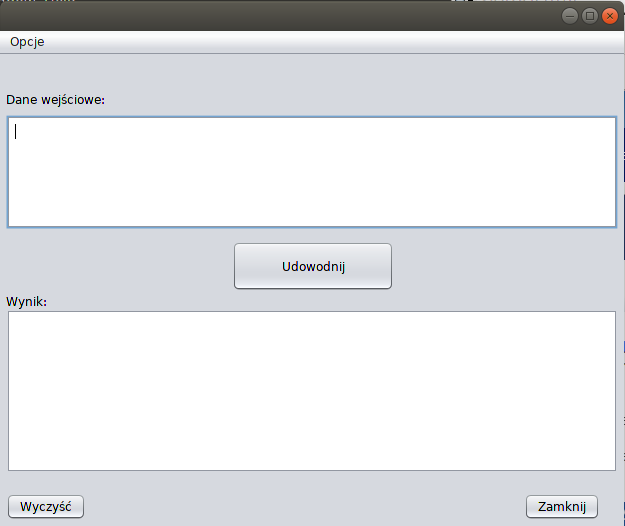 Opcje
Dane wejściowe:
Udowodnij
Wynik:
Wyczyść
Zamknij